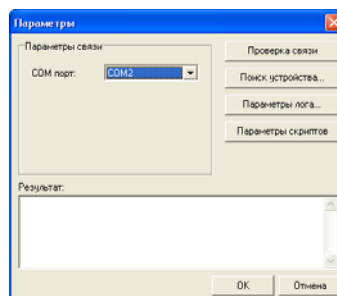 Параметры
Параметры связи
COM порт:
COM2
Проверка связи
Поиск устройства...
Параметры лога...
Параметры скриптов
Результат:
OK
Отмена